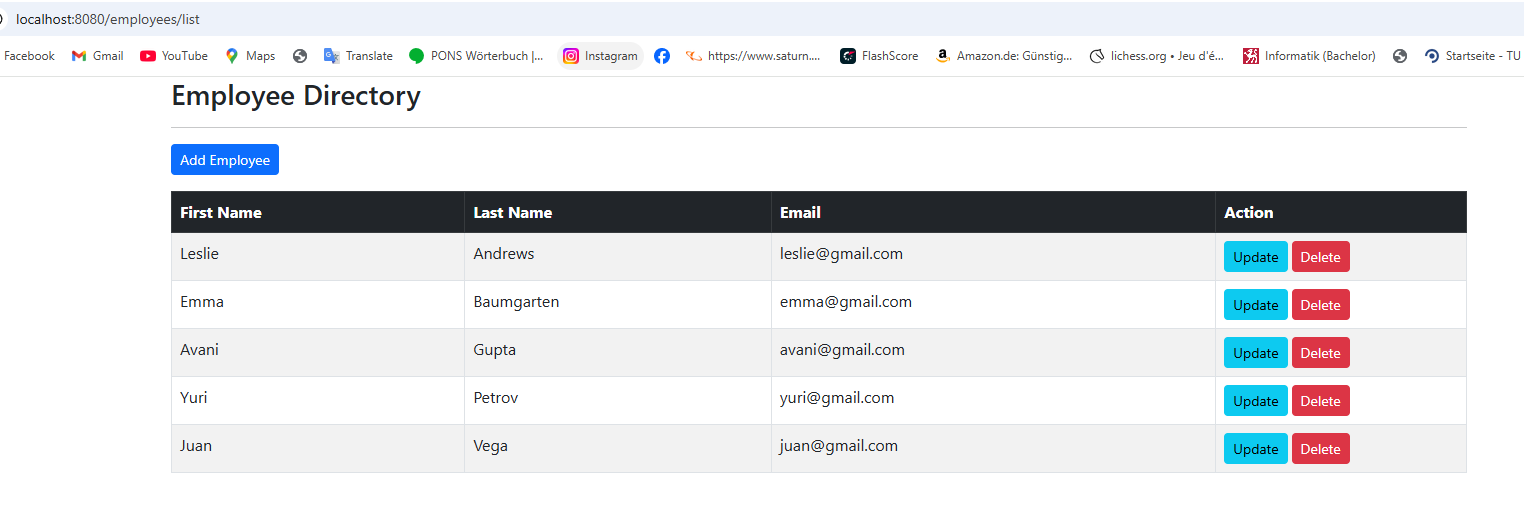 localhost:8080/employees/list
Facebook Gmail YouTube Maps Translate PONS Wörterbuch |... Instagram https://www.saturn.... FlashScore Amazon.de: Günstig... lichess.org • Jeu d'é... Informatik (Bachelor) Startseite - TU
Employee Directory
Add Employee
First Name Last Name Email Action
Leslie Andrews leslie@gmail.com Update Delete
Emma Baumgarten emma@gmail.com Update Delete
Avani Gupta avani@gmail.com Update Delete
Yuri Petrov yuri@gmail.com Update Delete
Juan Vega juan@gmail.com Update Delete